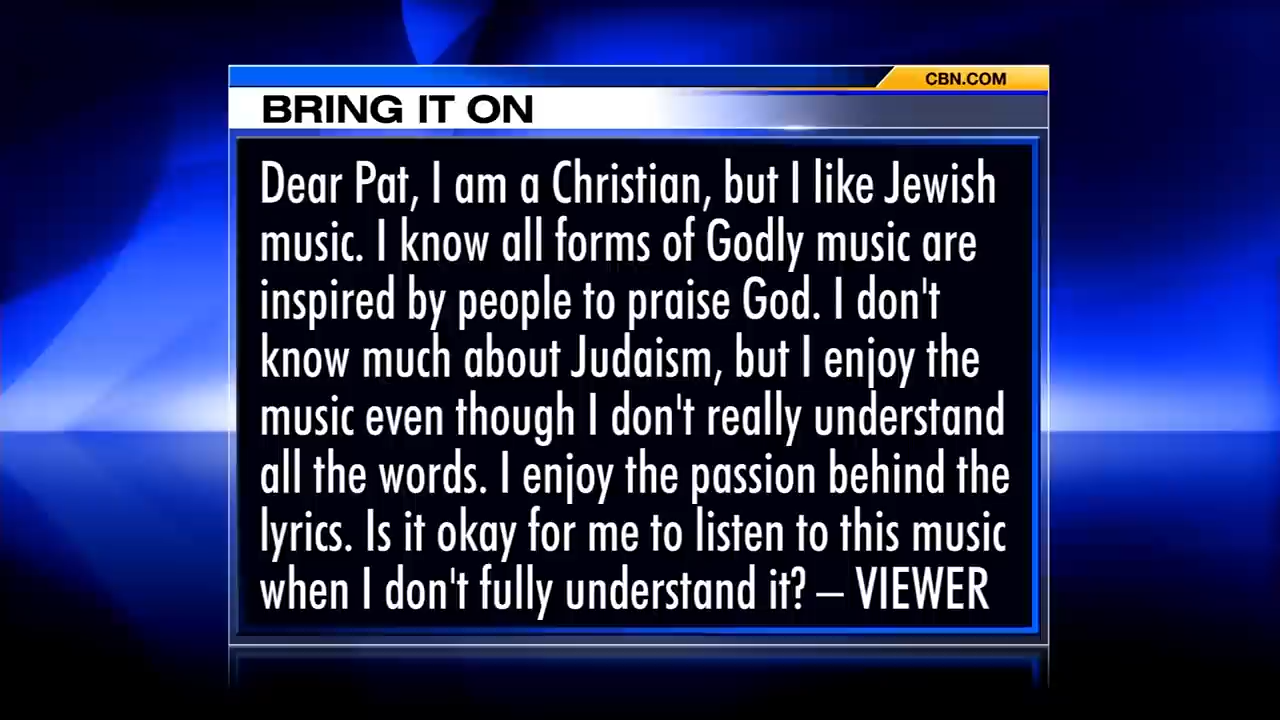 CBN.COM
BRING IT ON
Dear Pat, I am a Christian, but I like Jewish
music. I know all forms of Godly music are
inspired by people to praise God. I don't
know much about Judaism, but I enjoy the
music even though I don't really understand
all the words. I enjoy the passion behind the
lyrics. Is it okay for me to listen to this music
when I don't fully understand it? – VIEWER